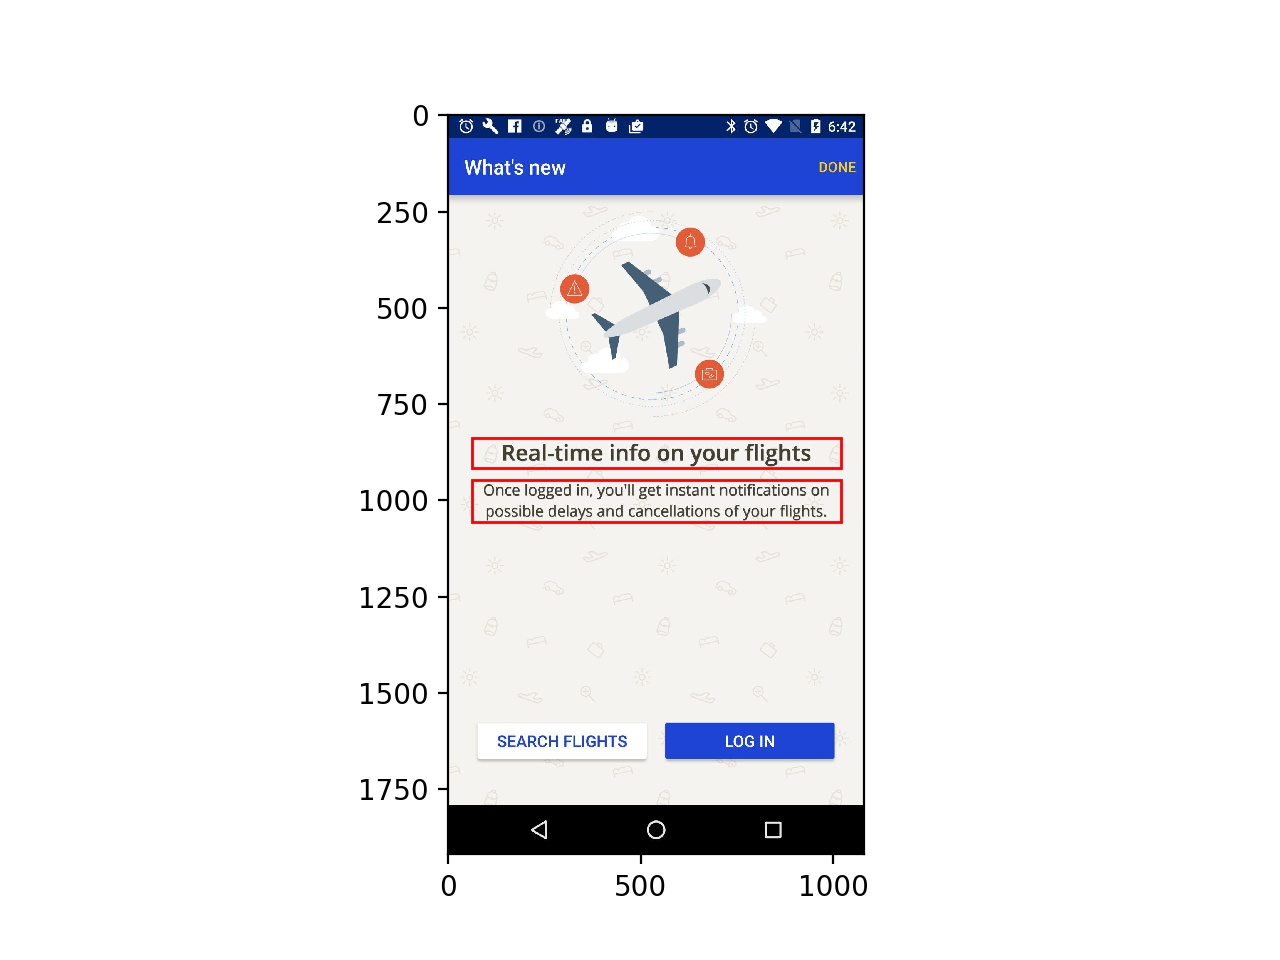 0
250
500
750
1000
1250
1500
1750
0
500
1000
6:42
What's new
DONE
Real-time info on your flights
Once logged in, you'll get instant notifications on
possible delays and cancellations of your flights.
SEARCH FLIGHTS
LOG IN